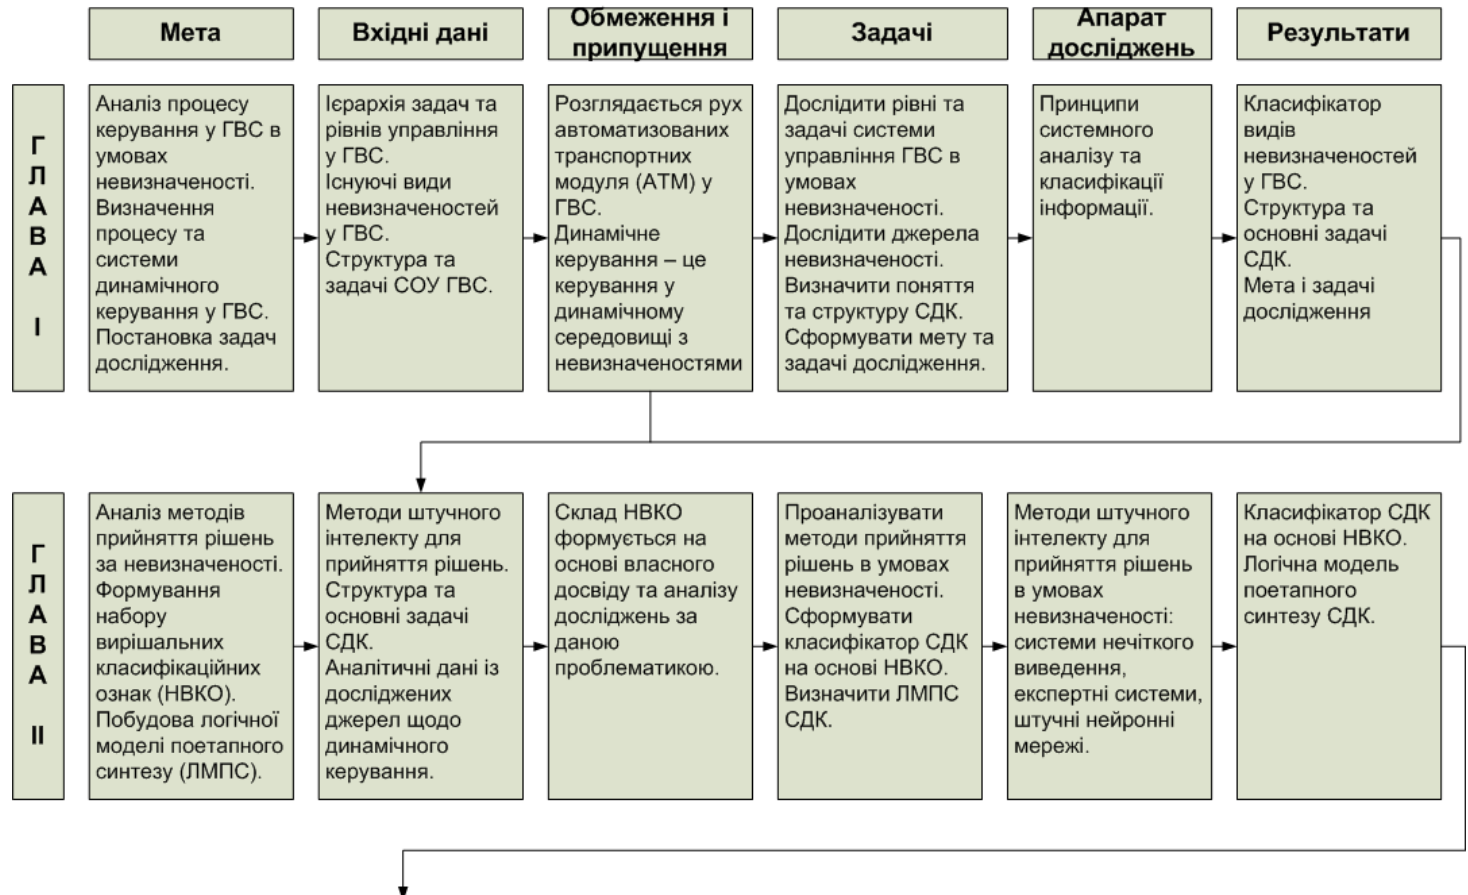 Мета
Вхідні дані
Обмеження і
припущення
Задачі
Апарат
досліджень
Результати
Г
Л
А
В
А
І
Аналіз процесу
керування у ГВС в
умовах
невизначеності.
Визначення
процесу та
системи
динамічного
керування у ГВС.
Постановка задач
дослідження.
Ієрархія задач та
рівнів управління
у ГВС.
Існуючі види
невизначеностей
у ГВС.
Структура та
задачі СОУ ГВС.
Розглядається рух
автоматизованих
транспортних
модуля (АТМ) у
ГВС.
Динамічне
керування – це
керування у
динамічному
середовищі з
невизначеностями
Дослідити рівні та
задачі системи
управління ГВС в
умовах
невизначеності.
Дослідити джерела
невизначеності.
Визначити поняття
та структуру СДК.
Сформувати мету та
задачі дослідження.
Принципи
системного
аналізу та
класифікації
інформації.
Класифікатор
видів
невизначеностей
у ГВС.
Структура та
основні задачі
СДК.
Мета і задачі
дослідження
Г
Л
А
В
А
ІІ
Аналіз методів
прийняття рішень
за невизначеності.
Формування
набору
вирішальних
класифікаційних
ознак (НВКО).
Побудова логічної
моделі поетапного
синтезу (ЛМПС).
Методи штучного
інтелекту для
прийняття рішень.
Структура та
основні задачі
СДК.
Аналітичні дані із
досліджених
джерел щодо
динамічного
керування.
Склад НВКО
формується на
основі власного
досвіду та аналізу
досліджень за
даною
проблематикою.
Проаналізувати
методи прийняття
рішень в умовах
невизначеності.
Сформувати
класифікатор СДК
на основі НВКО.
Визначити ЛМПС
СДК.
Методи штучного
інтелекту для
прийняття рішень
в умовах
невизначеності:
системи нечіткого
виведення,
експертні системи,
штучні нейронні
мережі.
Класифікатор СДК
на основі НВКО.
Логічна модель
поетапного
синтезу СДК.